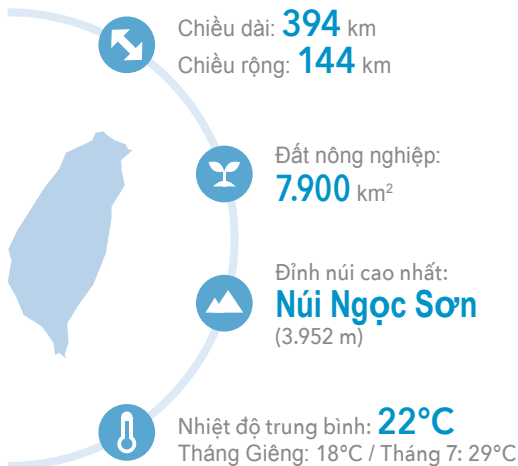 Chiều dài: 394 km
Chiều rộng: 144 km
Đất nông nghiệp:
7.900 km²
Đỉnh núi cao nhất:
Núi Ngọc Sơn
(3.952 m)
Nhiệt độ trung bình: 22°C
Tháng Giêng: 18°C / Tháng 7: 29°C